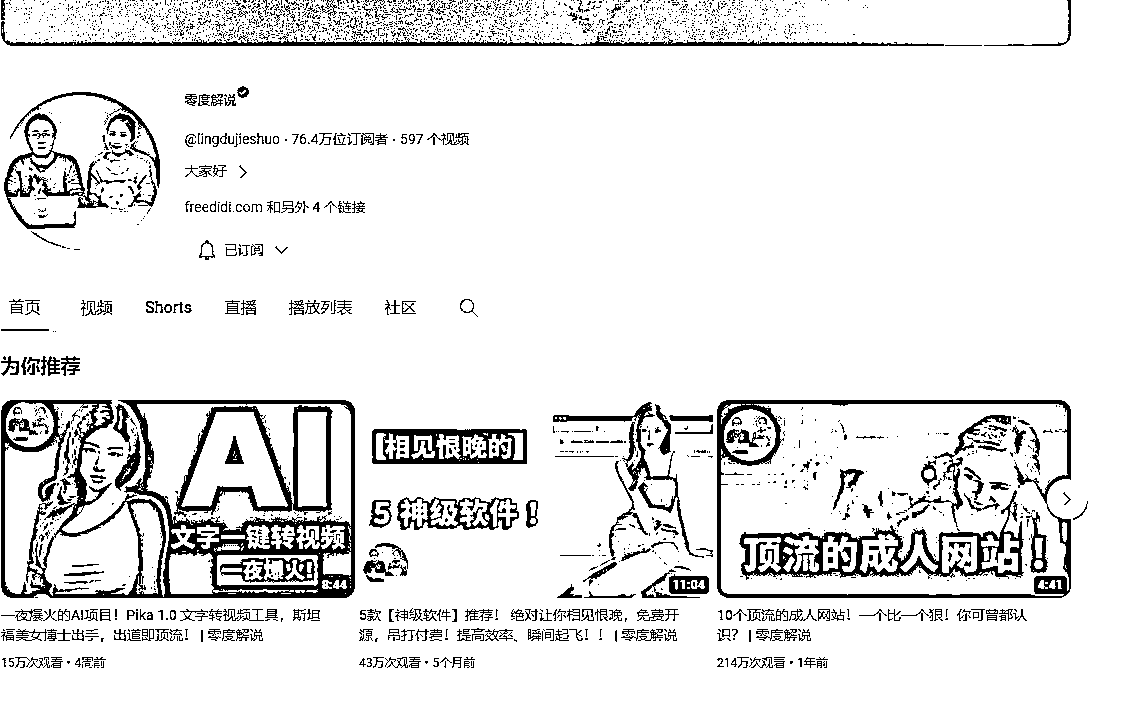 零度解说
@lingdujieshuo · 76.4万位订阅者 · 597 个视频
大家好
freedidi.com 和另外 4 个链接
已订阅
首页 视频 Shorts 直播 播放列表 社区
为你推荐
AI
文字一键转视频
一夜爆火!
8:44
【相见恨晚的】
5 神级软件！
11:04
顶流的成人网站！
4:41
一夜爆火的AI项目！Pika 1.0 文字转视频工具，斯坦
福美女博士出手，出道即顶流！ | 零度解说
15万次观看 • 4周前
5款【神级软件】推荐！ 绝对让你相见恨晚，免费开
源，吊打付费！提高效率、瞬间起飞！！ | 零度解说
43万次观看 • 5个月前
10个顶流的成人网站！一个比一个狠！你可曾都认
识？ | 零度解说
214万次观看 • 1年前